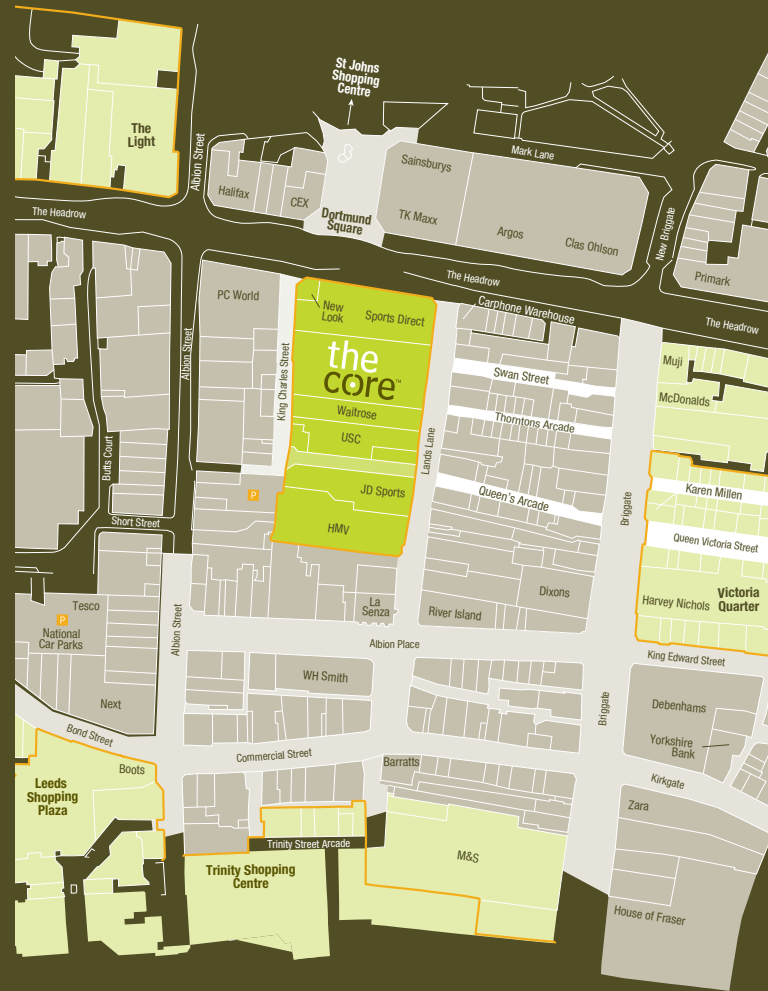 St Johns
Shopping
Centre
The
Light
Albion Street
Mark Lane
Sainsburys
Halifax
CEX
Dortmund
Square
TK Maxx
Argos
Clas Ohlson
New Briggate
Primark
The Headrow
The Headrow
The Headrow
PC World
New
Look
Sports Direct
Carphone Warehouse
the
core™
Albion Street
King Charles Street
Waitrose
USC
JD Sports
HMV
Lands Lane
Swan Street
Thorntons Arcade
Queen's Arcade
Muji
McDonalds
Karen Millen
Queen Victoria Street
Briggate
Butts Court
P
Short Street
Harvey Nichols
Victoria
Quarter
Dixons
River Island
La
Senza
Tesco
P
National
Car Parks
Albion Street
Albion Place
King Edward Street
WH Smith
Next
Briggate
Debenhams
Yorkshire
Bank
Bond Street
Commercial Street
Boots
Barratts
Kirkgate
Leeds
Shopping
Plaza
Zara
Trinity Street Arcade
M&S
Trinity Shopping
Centre
House of Fraser